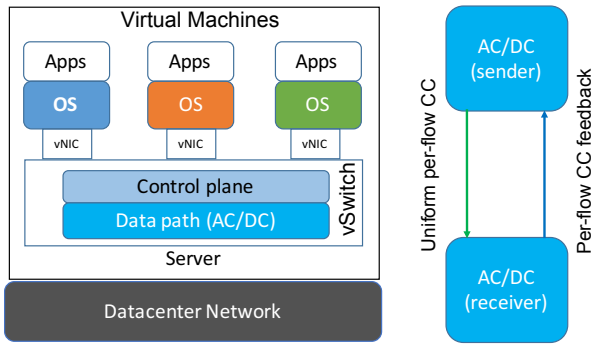 Virtual Machines
Apps
Apps
Apps
OS
OS
OS
vNIC
vNIC
vNIC
Control plane
Data path (AC/DC)
vSwitch
Server
Datacenter Network
AC/DC
(sender)
Uniform per-flow CC
Per-flow CC feedback
AC/DC
(receiver)